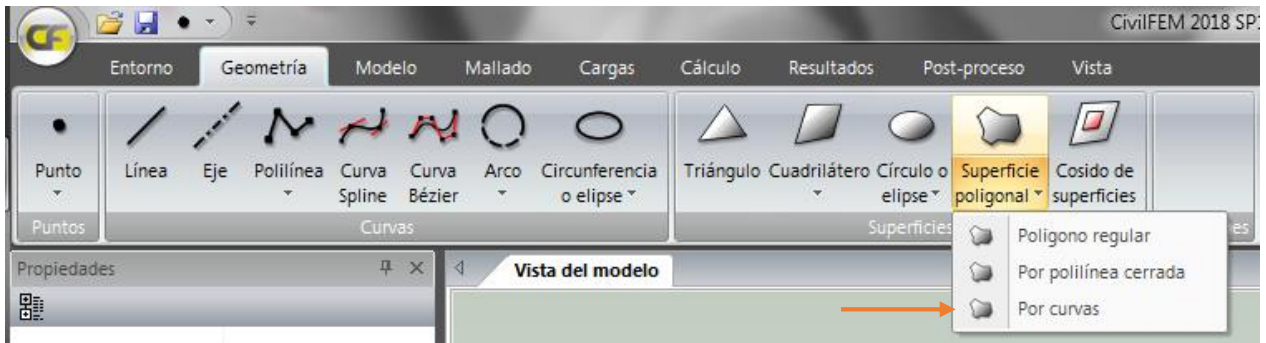 CF
CivilFEM 2018 SP
Entorno Geometría Modelo Mallado Cargas Cálculo Resultados Post-proceso Vista
Punto Línea Eje Polilínea Curva Curva Arco Circunferencia Triángulo Cuadrilátero Círculo o Superficie Cosido de
Spline Bézier o elipse elipse poligonal superficies
Puntos Curvas Superficies es
Polígono regular
Propiedades Vista del modelo Por polilínea cerrada
Por curvas